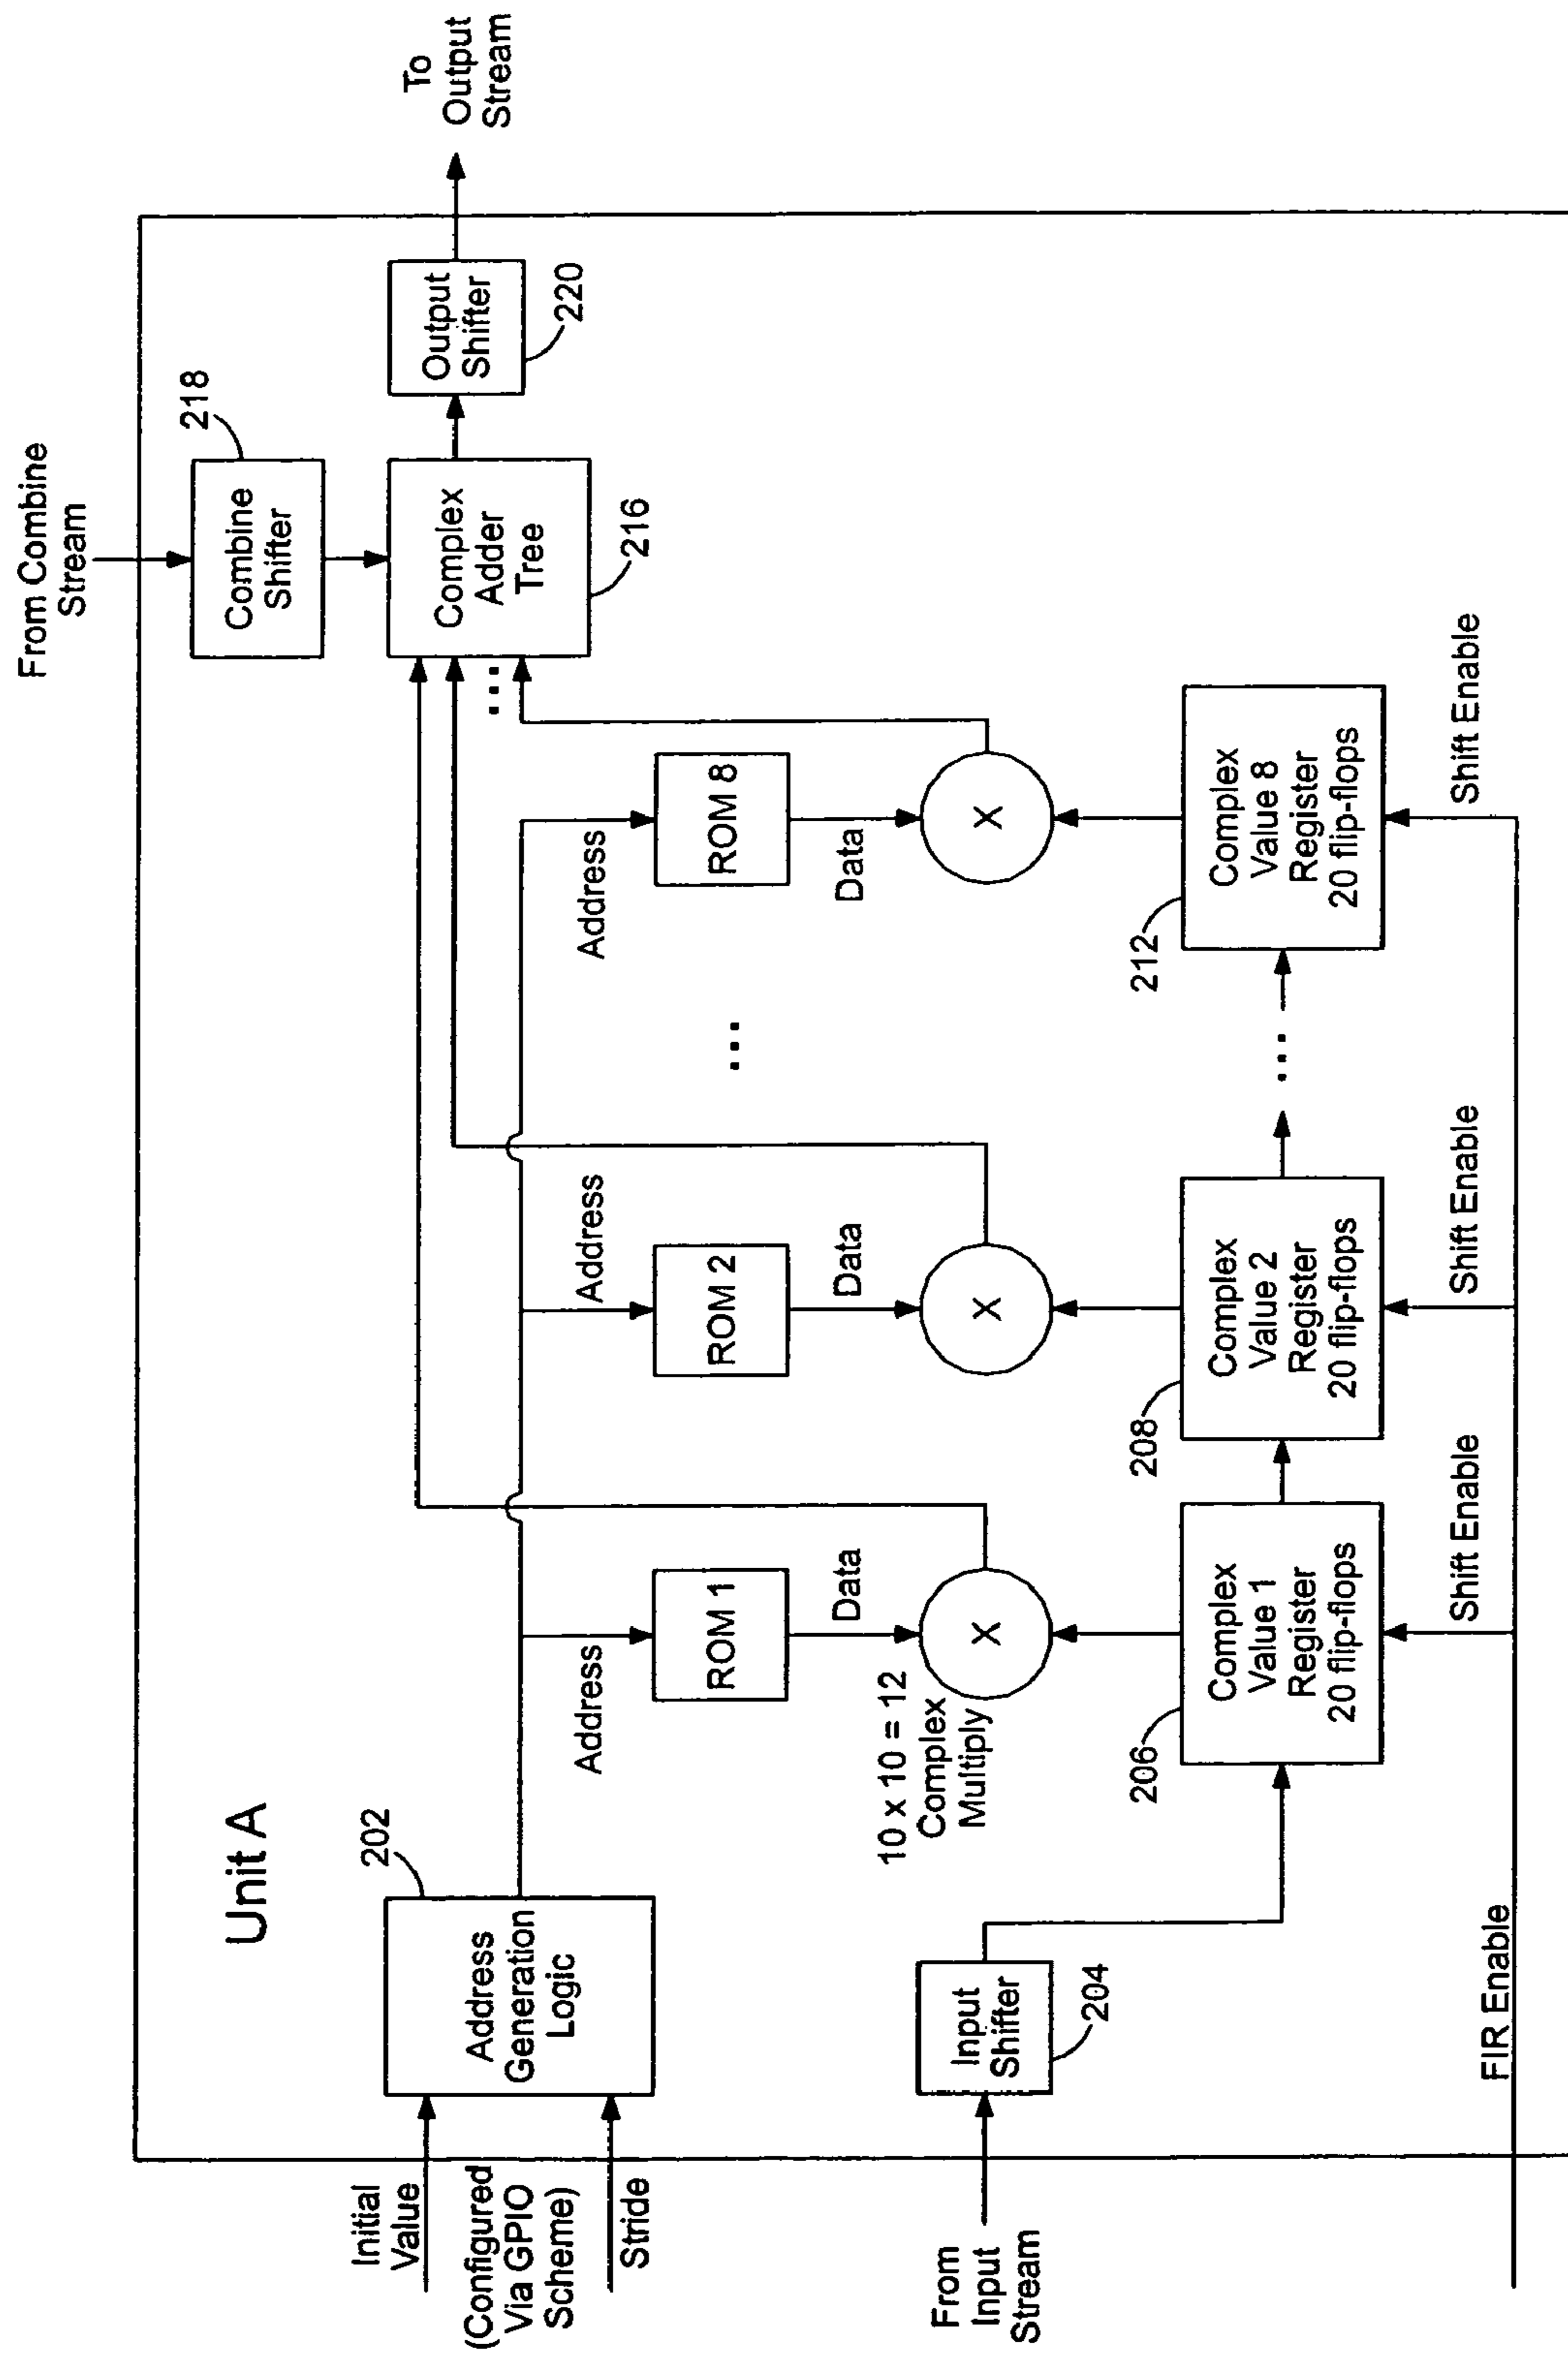 Unit A
From Combine
Stream
218
Combine
Shifter
To
Output
Stream
Output
Shifter
220
Complex
Adder
Tree
216
202
Address
Generation
Logic
Initial
Value
(Configured
Via GPIO
Scheme)
Stride
Address
Address
Address
ROM 1
ROM 2
...
ROM 8
...
Data
Data
Data
10 x 10 = 12
Complex
Multiply
X
X
X
From
Input
Stream
Input
Shifter
204
206
Complex
Value 1
Register
20 flip-flops
208
Complex
Value 2
Register
20 flip-flops
...
212
Complex
Value 8
Register
20 flip-flops
Shift Enable
Shift Enable
Shift Enable
FIR Enable